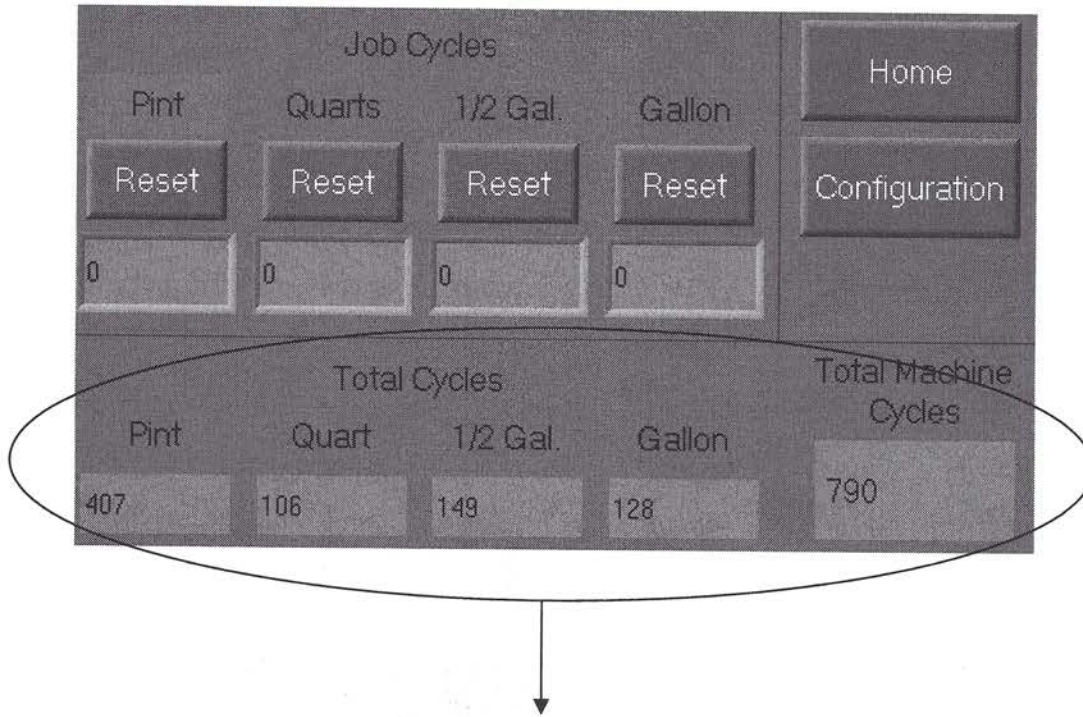 Job Cycles
Home
Pint Quarts 1/2 Gal. Gallon
Reset Reset Reset Reset
Configuration
0 0 0 0
Total Cycles
Total Machine
Cycles
Pint Quart 1/2 Gal. Gallon
407 106 149 128
790